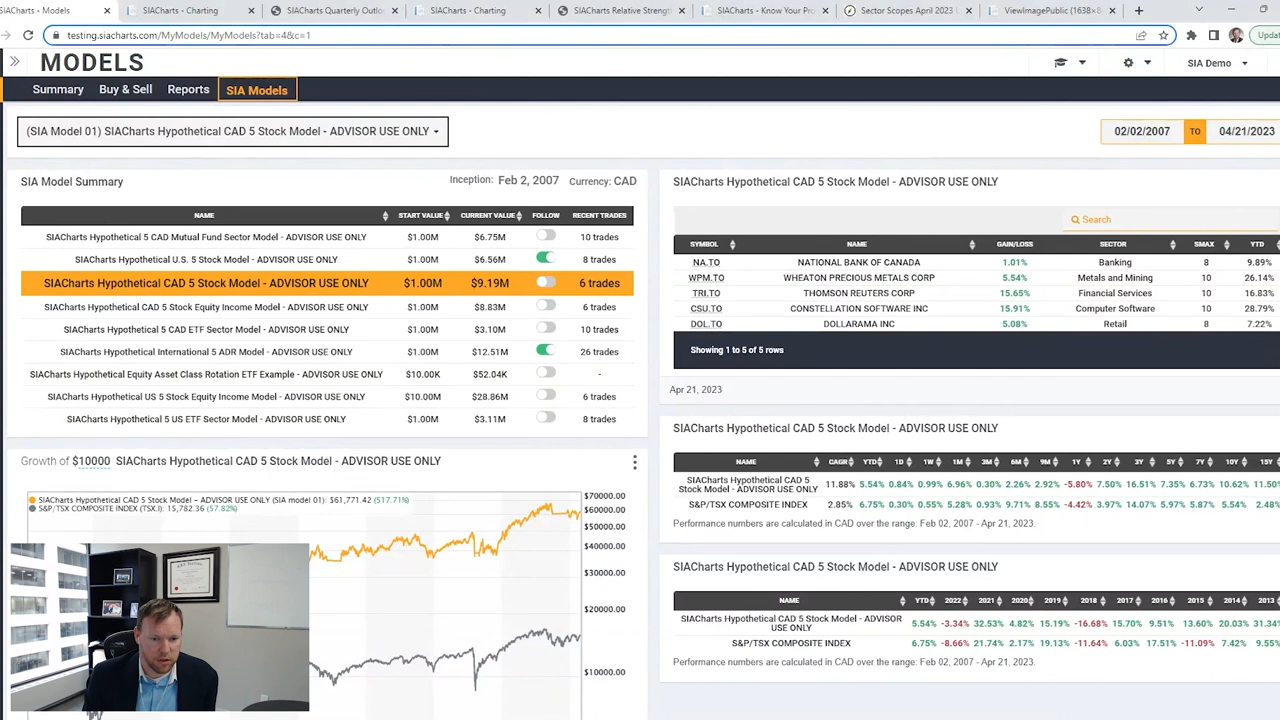 Models
SIACharts - Charting
SIACharts Quarterly Outlo
SIACharts - Charting
SIACharts Relative Strengt
SIACharts - Know Your Pro
Sector Scopes April 2023 U
ViewImagePublic (1638×8
testing.siacharts.com/MyModels/MyModels?tab=4&c=1
Updat
MODELS
SIA Demo
Summary Buy & Sell Reports SIA Models
(SIA Model 01) SIACharts Hypothetical CAD 5 Stock Model - ADVISOR USE ONLY
02/02/2007 TO 04/21/2023
SIA Model Summary
Inception: Feb 2, 2007 Currency: CAD
NAME START VALUE CURRENT VALUE FOLLOW RECENT TRADES
SIACharts Hypothetical 5 CAD Mutual Fund Sector Model - ADVISOR USE ONLY $1.00M $6.75M 10 trades
SIACharts Hypothetical U.S. 5 Stock Model - ADVISOR USE ONLY $1.00M $6.56M 8 trades
SIACharts Hypothetical CAD 5 Stock Model - ADVISOR USE ONLY $1.00M $9.19M 6 trades
SIACharts Hypothetical CAD 5 Stock Equity Income Model - ADVISOR USE ONLY $1.00M $8.83M 6 trades
SIACharts Hypothetical 5 CAD ETF Sector Model - ADVISOR USE ONLY $1.00M $3.10M 10 trades
SIACharts Hypothetical International 5 ADR Model - ADVISOR USE ONLY $1.00M $12.51M 26 trades
SIACharts Hypothetical Equity Asset Class Rotation ETF Example - ADVISOR USE ONLY $10.00K $52.04K -
SIACharts Hypothetical US 5 Stock Equity Income Model - ADVISOR USE ONLY $10.00M $28.86M 6 trades
SIACharts Hypothetical 5 US ETF Sector Model - ADVISOR USE ONLY $1.00M $3.11M 8 trades
Growth of $10000 SIACharts Hypothetical CAD 5 Stock Model - ADVISOR USE ONLY
SIACharts Hypothetical CAD 5 Stock Model - ADVISOR USE ONLY (SIA model 01): $61,771.42 (517.71%)
S&P/TSX COMPOSITE INDEX (TSX.I): 15,782.36 (57.82%)
$70000.00
$60000.00
$50000.00
$40000.00
$30000.00
$20000.00
$10000.00
SIACharts Hypothetical CAD 5 Stock Model - ADVISOR USE ONLY
Search
SYMBOL NAME GAIN/LOSS SECTOR SMAX YTD
NA.TO NATIONAL BANK OF CANADA 1.01% Banking 8 9.89%
WPM.TO WHEATON PRECIOUS METALS CORP 5.54% Metals and Mining 10 26.14%
TRI.TO THOMSON REUTERS CORP 15.65% Financial Services 10 16.83%
CSU.TO CONSTELLATION SOFTWARE INC 15.91% Computer Software 10 28.79%
DOL.TO DOLLARAMA INC 5.08% Retail 8 7.22%
Showing 1 to 5 of 5 rows
Apr 21, 2023
SIACharts Hypothetical CAD 5 Stock Model - ADVISOR USE ONLY
NAME CAGR YTD 1D 1W 1M 3M 6M 9M 1Y 2Y 3Y 5Y 7Y 10Y 15Y
SIACharts Hypothetical CAD 5 Stock Model - ADVISOR USE ONLY 11.88% 5.54% 0.84% 0.99% 6.96% 0.30% 2.26% 2.92% -5.80% 7.50% 16.51% 7.35% 6.73% 10.62% 11.50%
S&P/TSX COMPOSITE INDEX 2.85% 6.75% 0.30% 0.55% 5.28% 0.93% 9.71% 8.55% -4.42% 3.97% 14.07% 5.97% 5.87% 5.54% 2.48%
Performance numbers are calculated in CAD over the range: Feb 02, 2007 - Apr 21, 2023.
SIACharts Hypothetical CAD 5 Stock Model - ADVISOR USE ONLY
NAME YTD 2022 2021 2020 2019 2018 2017 2016 2015 2014 2013
SIACharts Hypothetical CAD 5 Stock Model - ADVISOR USE ONLY 5.54% -3.34% 32.53% 4.82% 15.19% -16.68% 15.70% 9.51% 13.60% 20.03% 31.34%
S&P/TSX COMPOSITE INDEX 6.75% -8.66% 21.74% 2.17% 19.13% -11.64% 6.03% 17.51% -11.09% 7.42% 9.55%
Performance numbers are calculated in CAD over the range: Feb 02, 2007 - Apr 21, 2023.